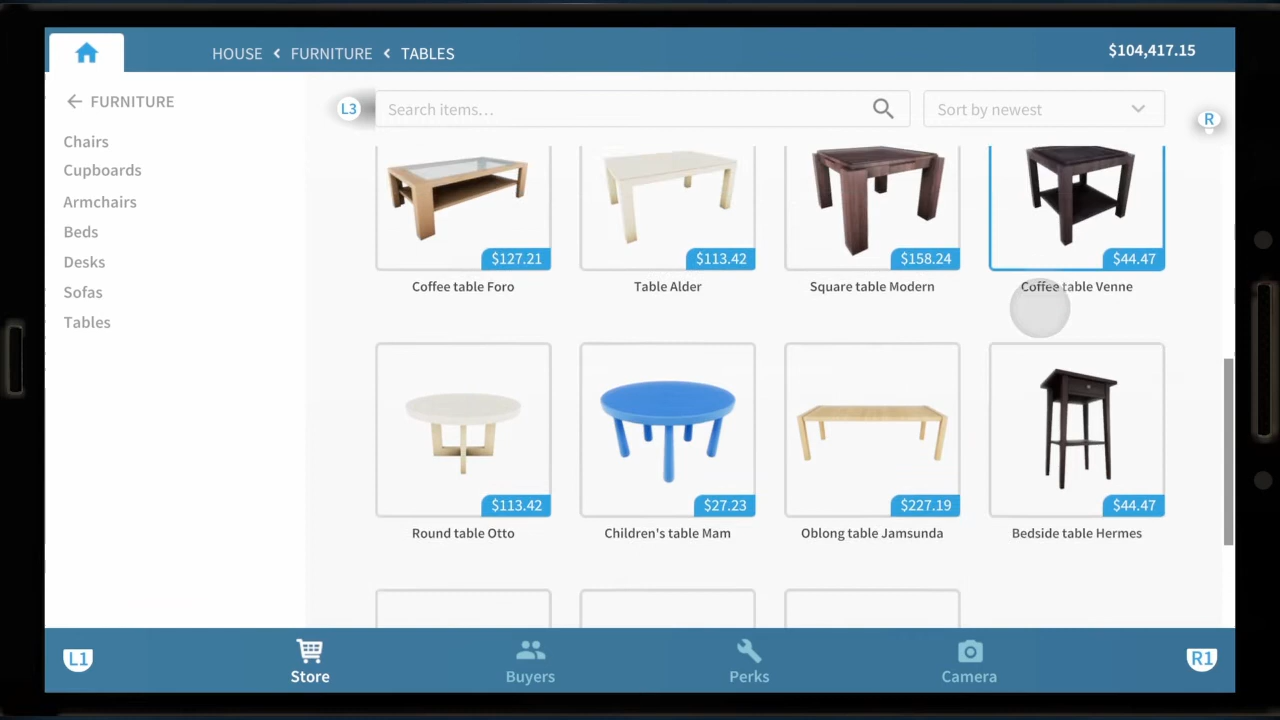 HOUSE < FURNITURE < TABLES
$104,417.15
FURNITURE
Chairs
Cupboards
Armchairs
Beds
Desks
Sofas
Tables
L3
Search items...
Sort by newest
R
$127.21
$113.42
$158.24
$44.47
Coffee table Foro
Table Alder
Square table Modern
Coffee table Venne
$113.42
$27.23
$227.19
$44.47
Round table Otto
Children's table Mam
Oblong table Jamsunda
Bedside table Hermes
L1
Store
Buyers
Perks
Camera
R1